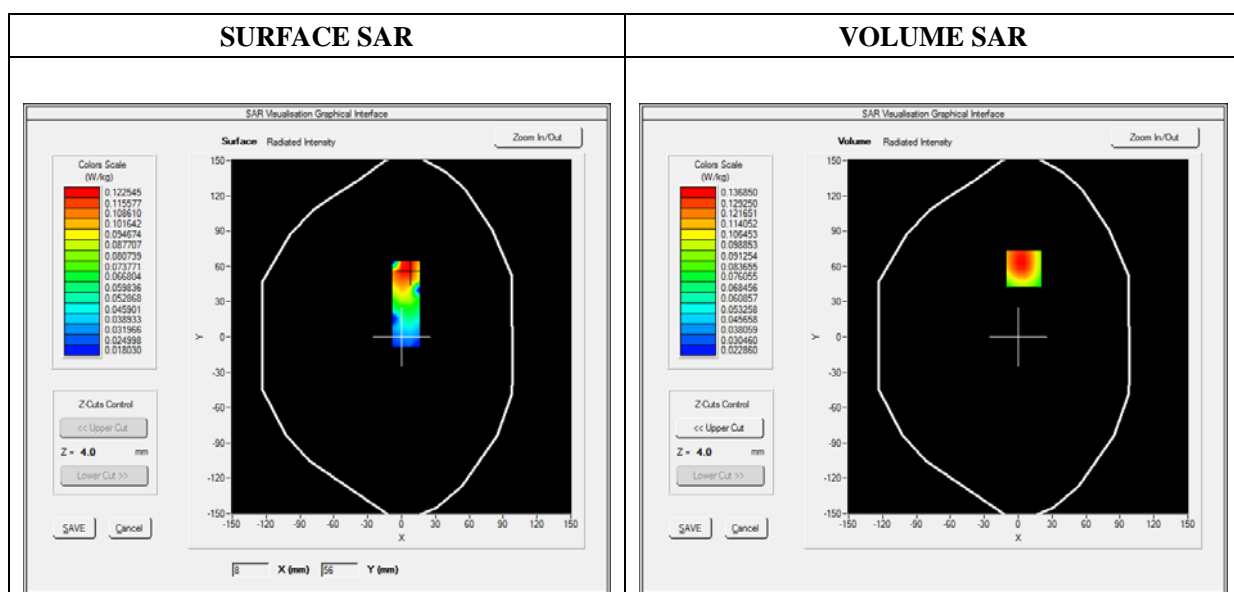 SURFACE SAR
SAR Visualisation Graphical Interface
Surface Radiated Intensity
Zoom In/Out
Colors Scale
(W/kg)
0.122545
0.115577
0.108610
0.101642
0.094674
0.087707
0.080739
0.073771
0.066804
0.059836
0.052868
0.045901
0.038933
0.031966
0.024998
0.018030
Z-Cuts Control
<< Upper Cut
Z = 4.0 mm
Lower Cut >>
SAVE Cancel
150
120
90
60
30
0
-30
-60
-90
-120
-150
Y
-150 -120 -90 -60 -30 0 30 60 90 120 150
X
8 X (mm) 56 Y (mm)
VOLUME SAR
SAR Visualisation Graphical Interface
Volume Radiated Intensity
Zoom In/Out
Colors Scale
(W/kg)
0.136850
0.129250
0.121651
0.114052
0.106453
0.098853
0.091254
0.083655
0.076055
0.068456
0.060857
0.053258
0.045658
0.038059
0.030460
0.022860
Z-Cuts Control
<< Upper Cut
Z = 4.0 mm
Lower Cut >>
SAVE Cancel
150
120
90
60
30
0
-30
-60
-90
-120
-150
Y
-150 -120 -90 -60 -30 0 30 60 90 120 150
X